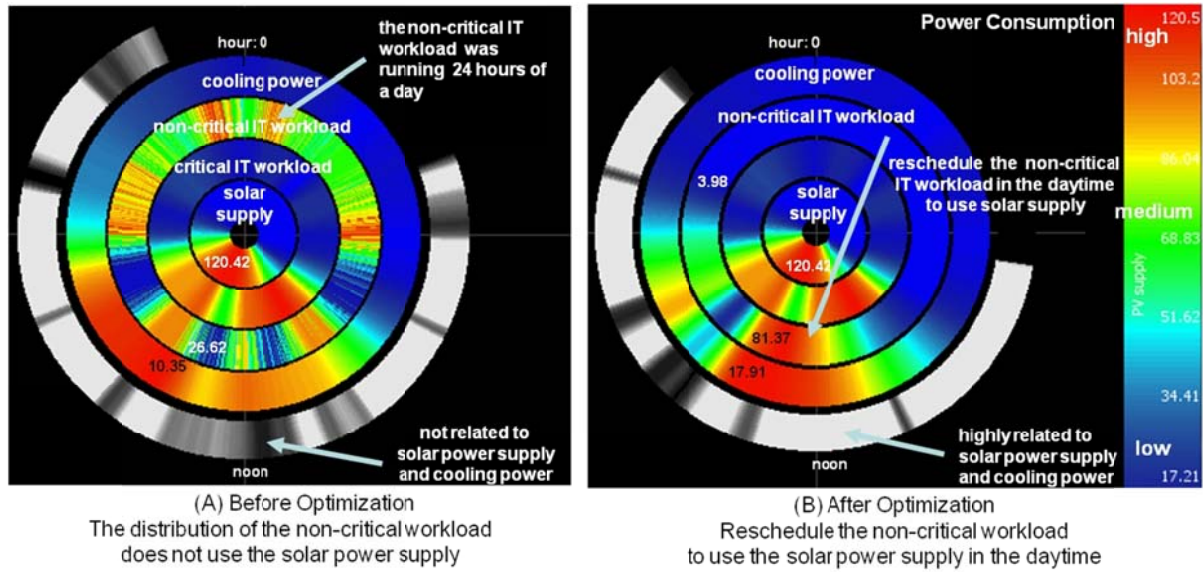 hour: 0
the non-critical IT
workload was
running 24 hours of
a day
cooling power
non-critical IT workload
critical IT workload
solar
supply
120.42
26.62
10.35
not related to
solar power supply
and cooling power
noon
(A) Before Optimization
The distribution of the non-critical workload
does not use the solar power supply
Power Consumption
hour: 0
cooling power
non-critical IT workload
reschedule the non-critical
IT workload in the daytime
to use solar supply
3.98
solar
supply
120.42
81.37
17.91
highly related to
solar power supply
and cooling power
noon
120.5
high
103.2
86.04
medium
68.83
PV supply
51.62
34.41
low
17.21
(B) After Optimization
Reschedule the non-critical workload
to use the solar power supply in the daytime